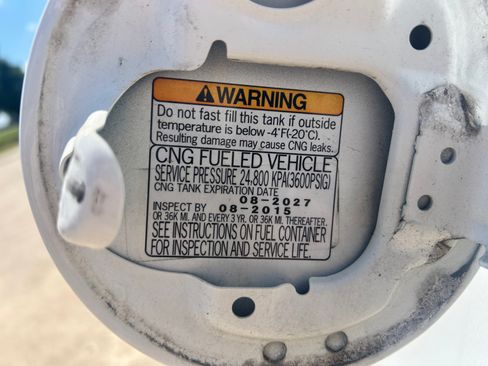 WARNING
Do not fast fill this tank if outside
temperature is below -4°F(-20°C).
Resulting damage may cause CNG leaks.
CNG FUELED VEHICLE
SERVICE PRESSURE 24,800 KPA(3600PSIG)
CNG TANK EXPIRATION DATE
08-2027
INSPECT BY 08-2015
OR 36K MI. AND EVERY 3 YR. OR 36K MI. THEREAFTER.
SEE INSTRUCTIONS ON FUEL CONTAINER
FOR INSPECTION AND SERVICE LIFE.